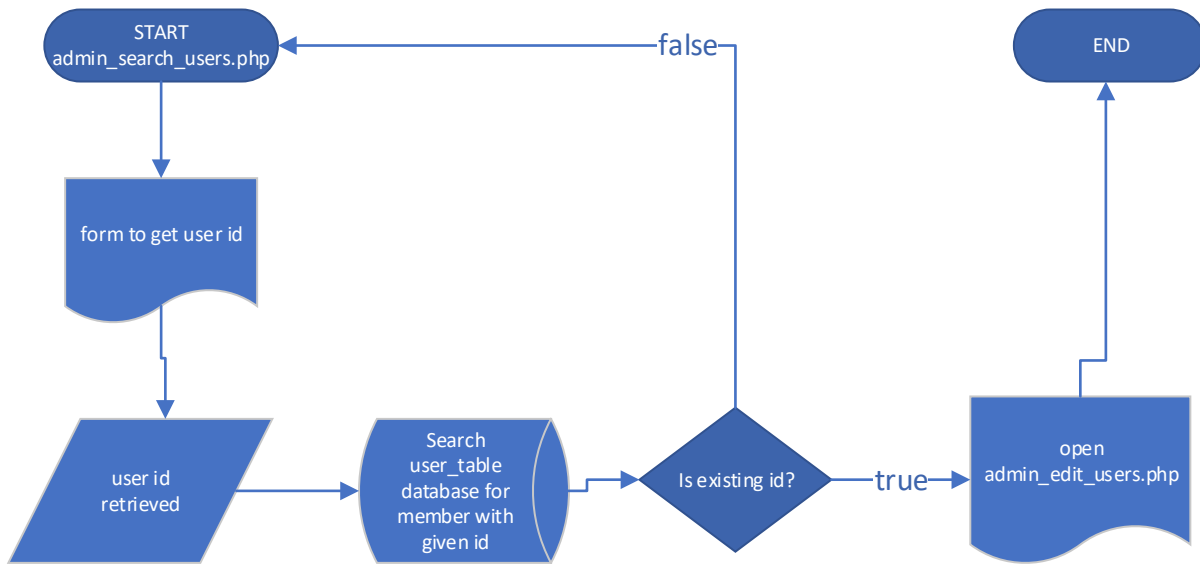 START
admin_search_users.php
false
END
form to get user id
user id
retrieved
Search
user_table
database for
member with
given id
Is existing id?
true
open
admin_edit_users.php